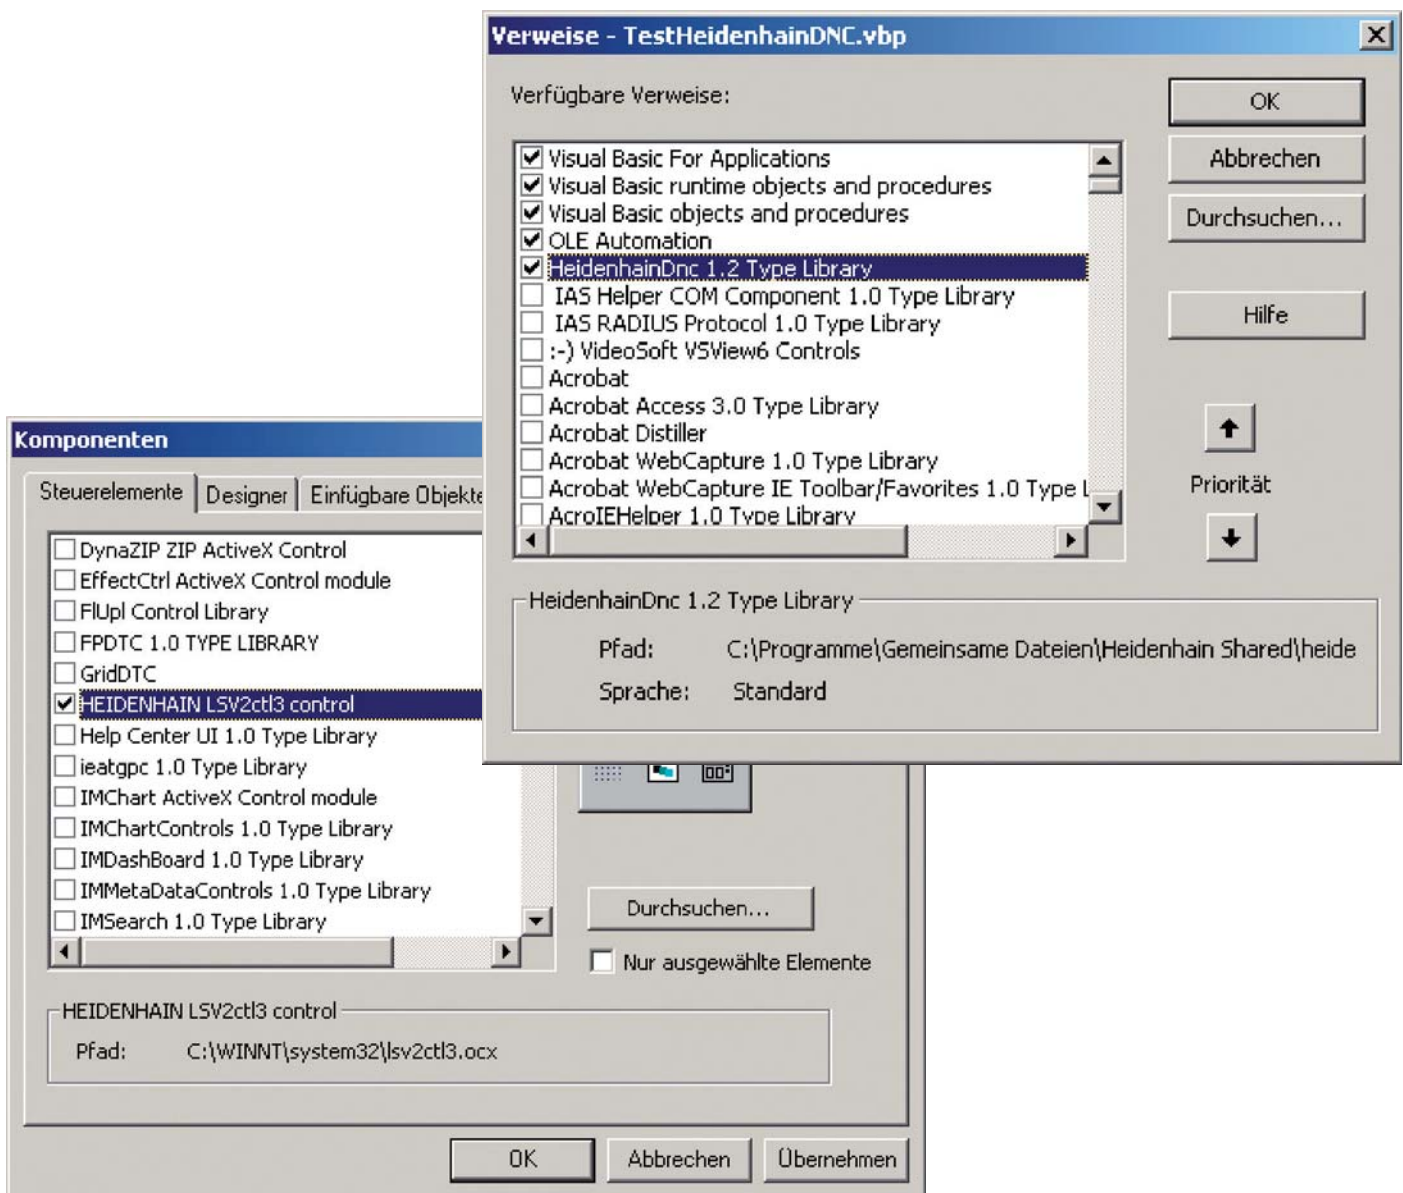 Verweise - TestHeidenhainDNC.vbp
Verfügbare Verweise:
Visual Basic For Applications
Visual Basic runtime objects and procedures
Visual Basic objects and procedures
OLE Automation
HeidenhainDnc 1.2 Type Library
IAS Helper COM Component 1.0 Type Library
IAS RADIUS Protocol 1.0 Type Library
:-) VideoSoft VSView6 Controls
Acrobat
Acrobat Access 3.0 Type Library
Acrobat Distiller
Acrobat WebCapture 1.0 Type Library
Acrobat WebCapture IE Toolbar/Favorites 1.0 Type L
AcroIEHelper 1.0 Type Library
OK
Abbrechen
Durchsuchen...
Hilfe
Priorität
HeidenhainDnc 1.2 Type Library
Pfad: C:\Programme\Gemeinsame Dateien\Heidenhain Shared\heide
Sprache: Standard
Komponenten
Steuerelemente Designer Einfügbare Objekte
DynaZIP ZIP ActiveX Control
EffectCtrl ActiveX Control module
FlUpl Control Library
FPDTC 1.0 TYPE LIBRARY
GridDTC
HEIDENHAIN LSV2ctl3 control
Help Center UI 1.0 Type Library
ieatgpc 1.0 Type Library
IMChart ActiveX Control module
IMChartControls 1.0 Type Library
IMDashBoard 1.0 Type Library
IMMetaDataControls 1.0 Type Library
IMSearch 1.0 Type Library
Durchsuchen...
Nur ausgewählte Elemente
HEIDENHAIN LSV2ctl3 control
Pfad: C:\WINNT\system32\lsv2ctl3.ocx
OK Abbrechen Übernehmen